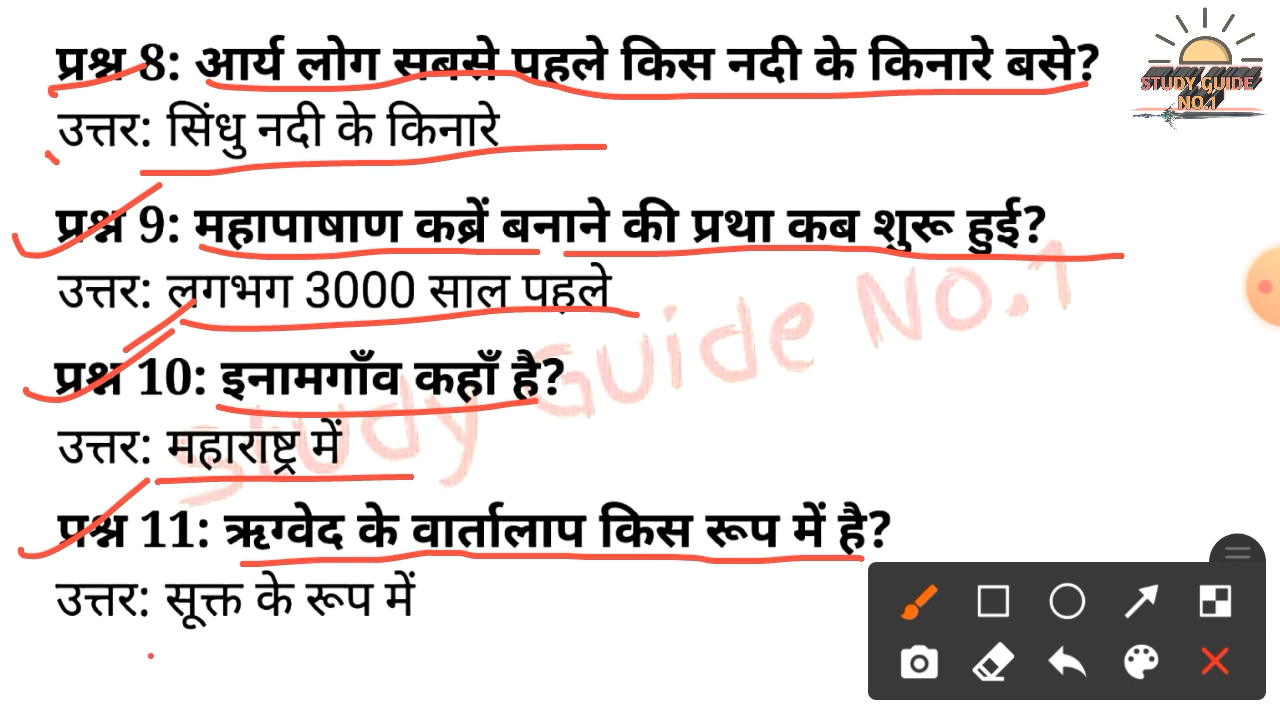 प्रश्न 8: आर्य लोग सबसे पहले किस नदी के किनारे बसे?
उत्तर: सिंधु नदी के किनारे
प्रश्न 9: महापाषाण कब्रें बनाने की प्रथा कब शुरू हुई?
उत्तर: लगभग 3000 साल पहले
प्रश्न 10: इनामगाँव कहाँ है?
उत्तर: महाराष्ट्र में
प्रश्न 11: ऋग्वेद के वार्तालाप किस रूप में है?
उत्तर: सूक्त के रूप में
STUDY GUIDE
NO.1
Study Guide No.1